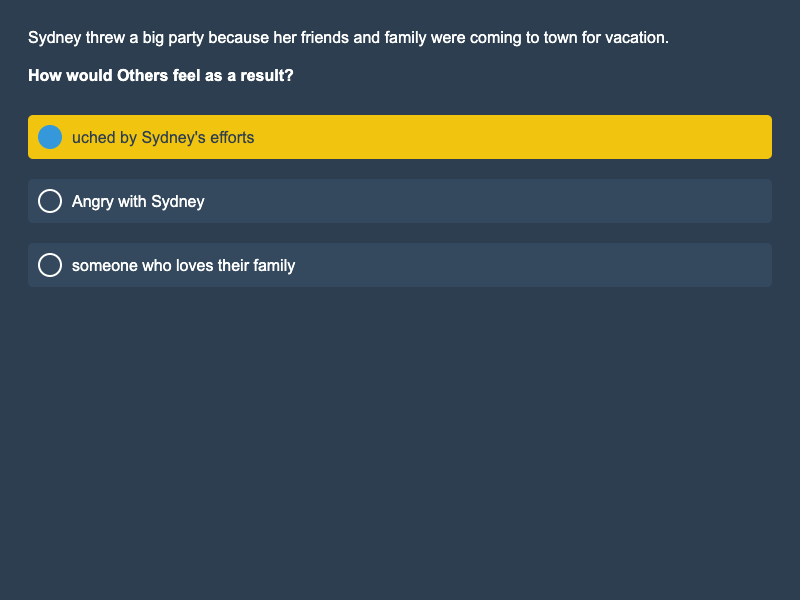 Sydney threw a big party because her friends and family were coming to town for vacation.
How would Others feel as a result?
uched by Sydney's efforts
Angry with Sydney
someone who loves their family